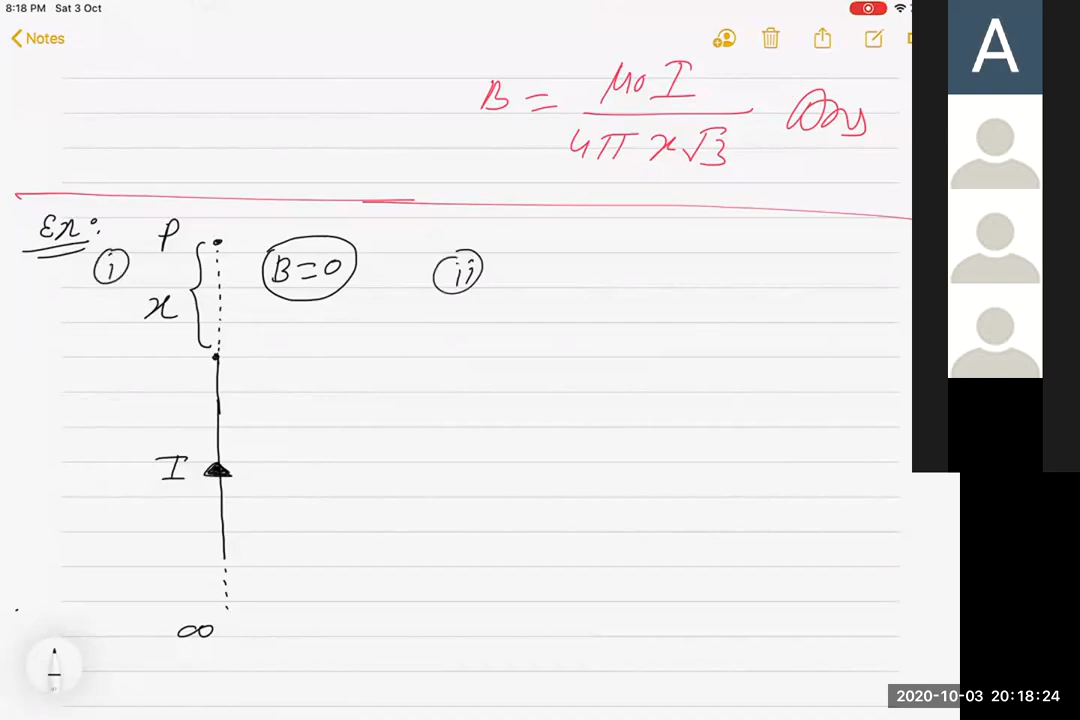 8:18 PM Sat 3 Oct
Notes
A
B = μ0 I / 4π x √3 Ans
Ex:
i P B = 0 ii
x
I
∞
2020-10-03 20:18:24